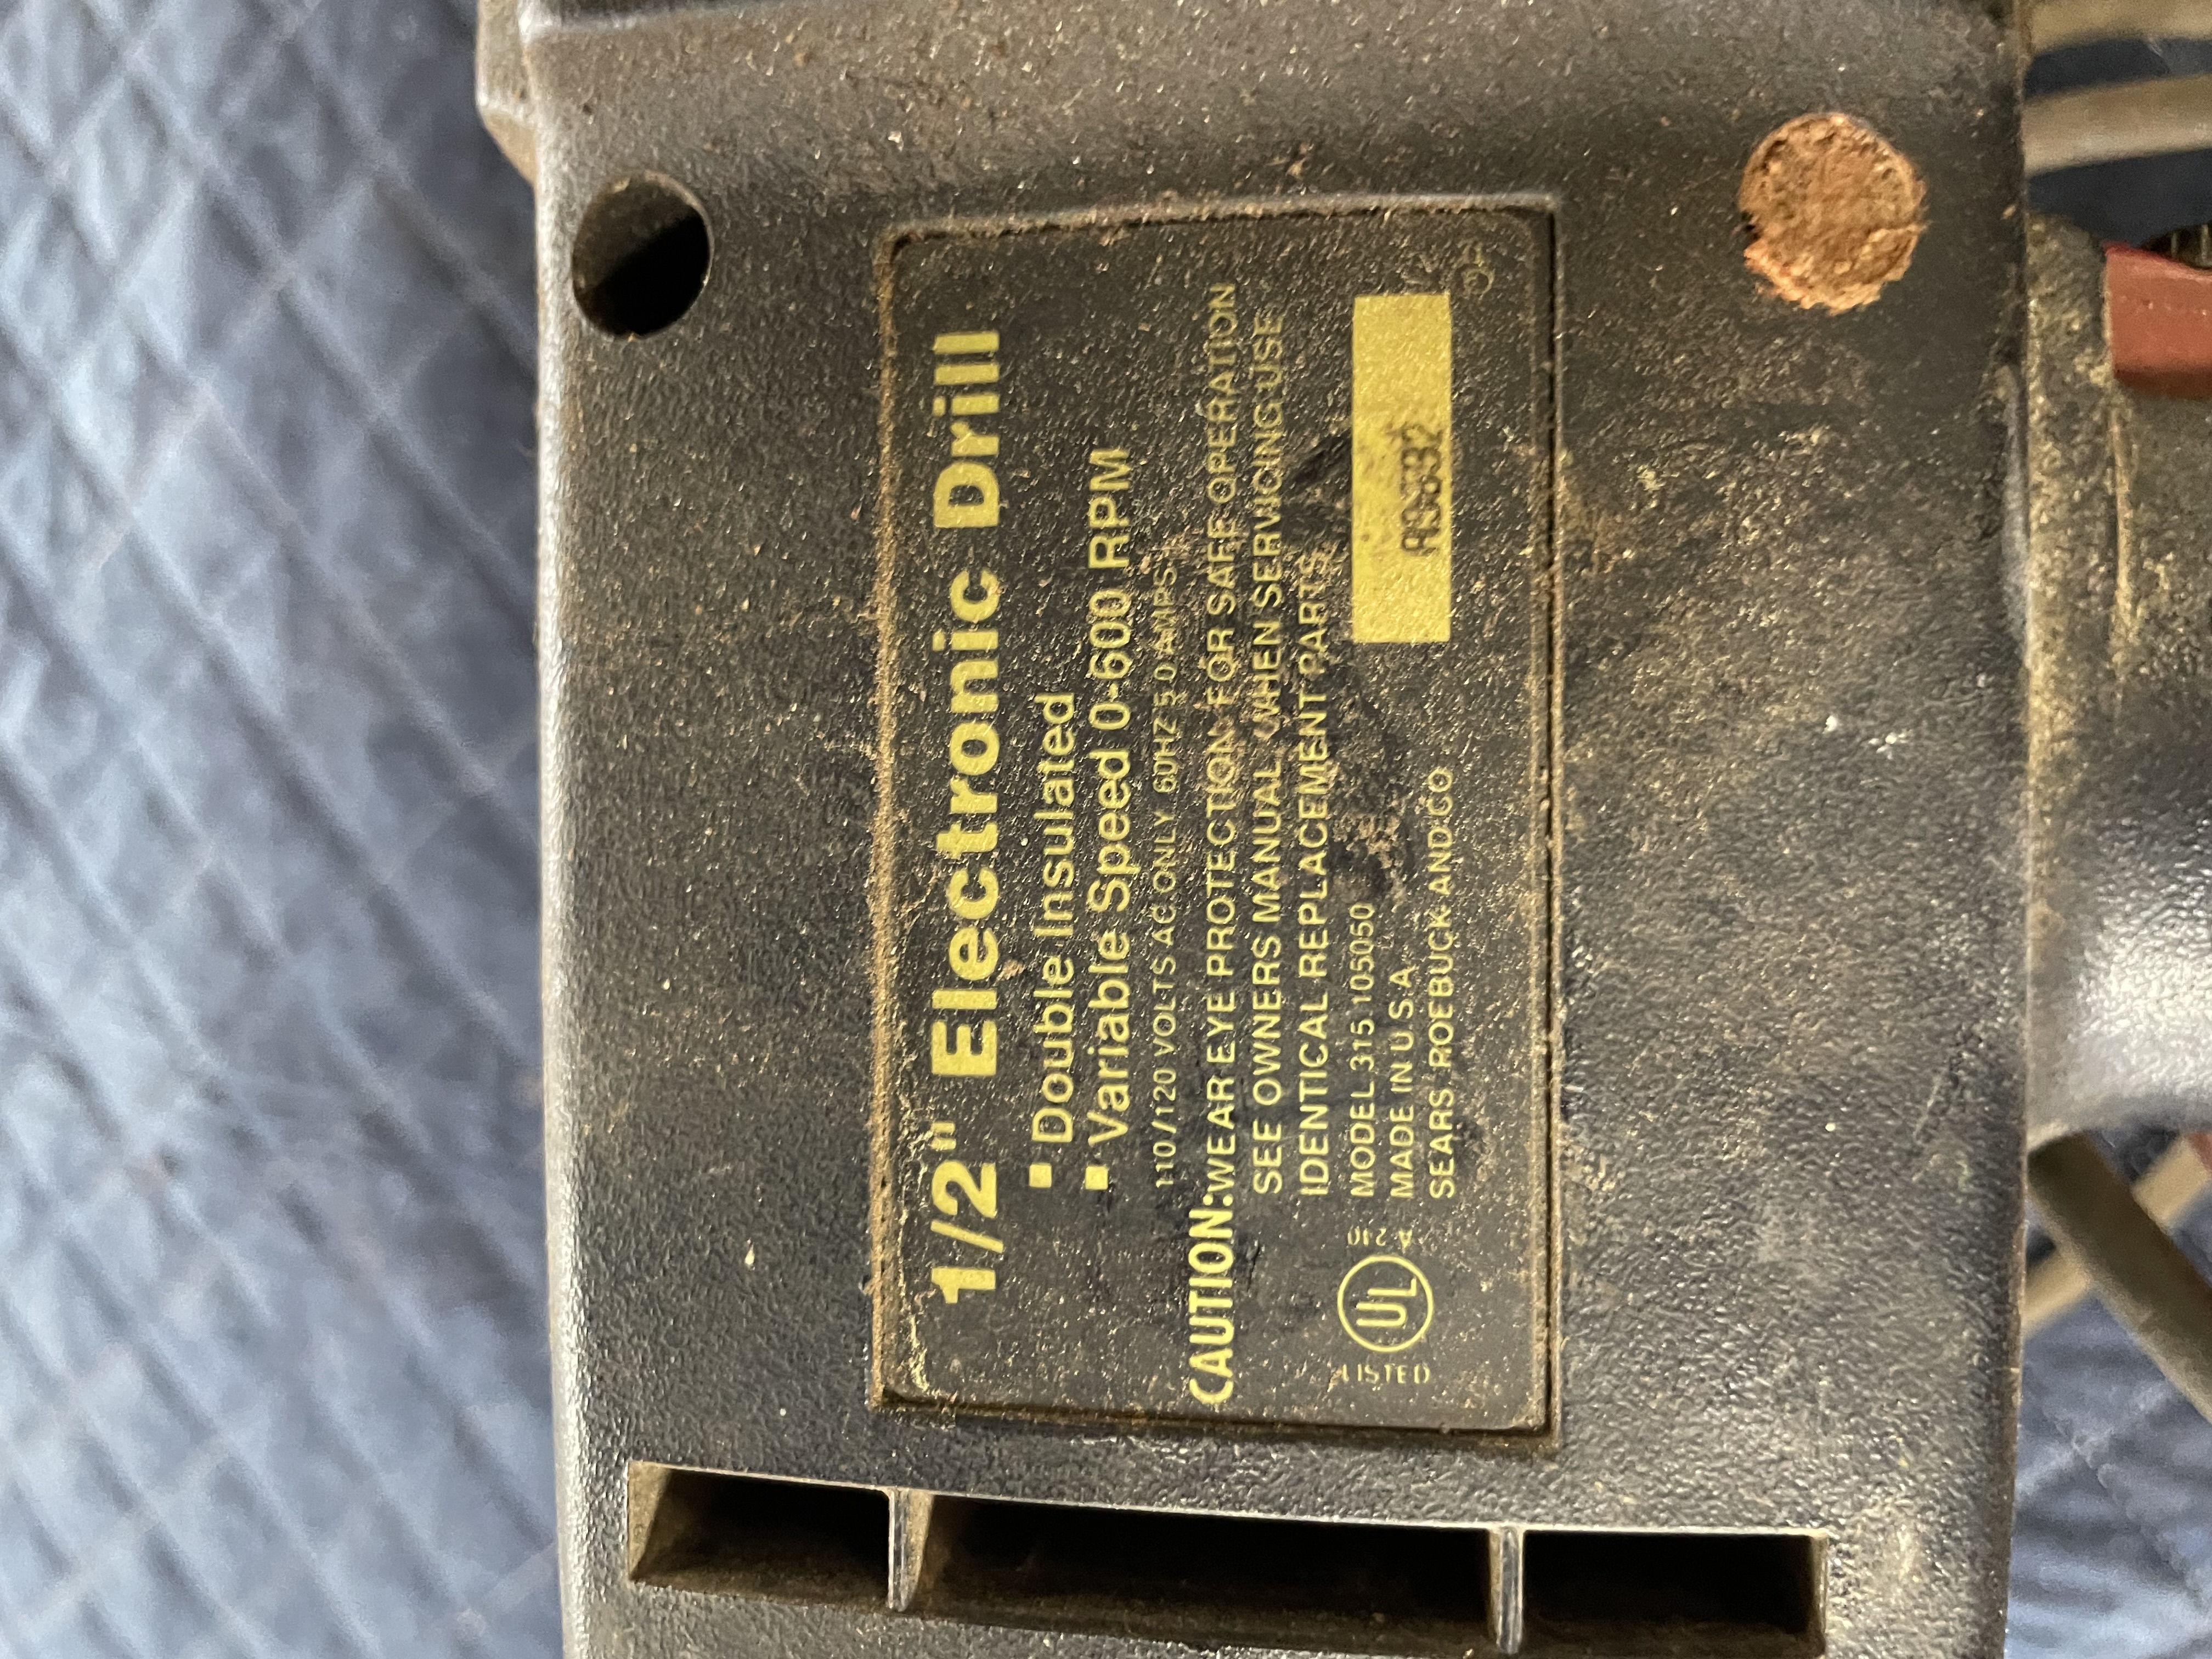 1/2" Electronic Drill
▪ Double Insulated
▪ Variable Speed 0-600 RPM
110/120 VOLTS AC ONLY 60HZ 5.0 AMPS
CAUTION: WEAR EYE PROTECTION FOR SAFE OPERATION
SEE OWNERS MANUAL WHEN SERVICING USE
IDENTICAL REPLACEMENT PARTS
MODEL 315 105050
MADE IN U S A
SEARS ROEBUCK AND CO
LISTED
UL
A-210